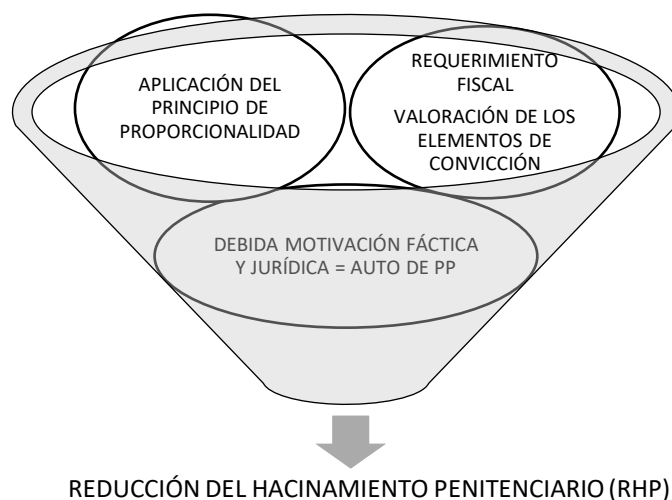 APLICACIÓN DEL
PRINCIPIO DE
PROPORCIONALIDAD
REQUERIMIENTO
FISCAL
VALORACIÓN DE LOS
ELEMENTOS DE
CONVICCIÓN
DEBIDA MOTIVACIÓN FÁCTICA
Y JURÍDICA = AUTO DE PP
REDUCCIÓN DEL HACINAMIENTO PENITENCIARIO (RHP)